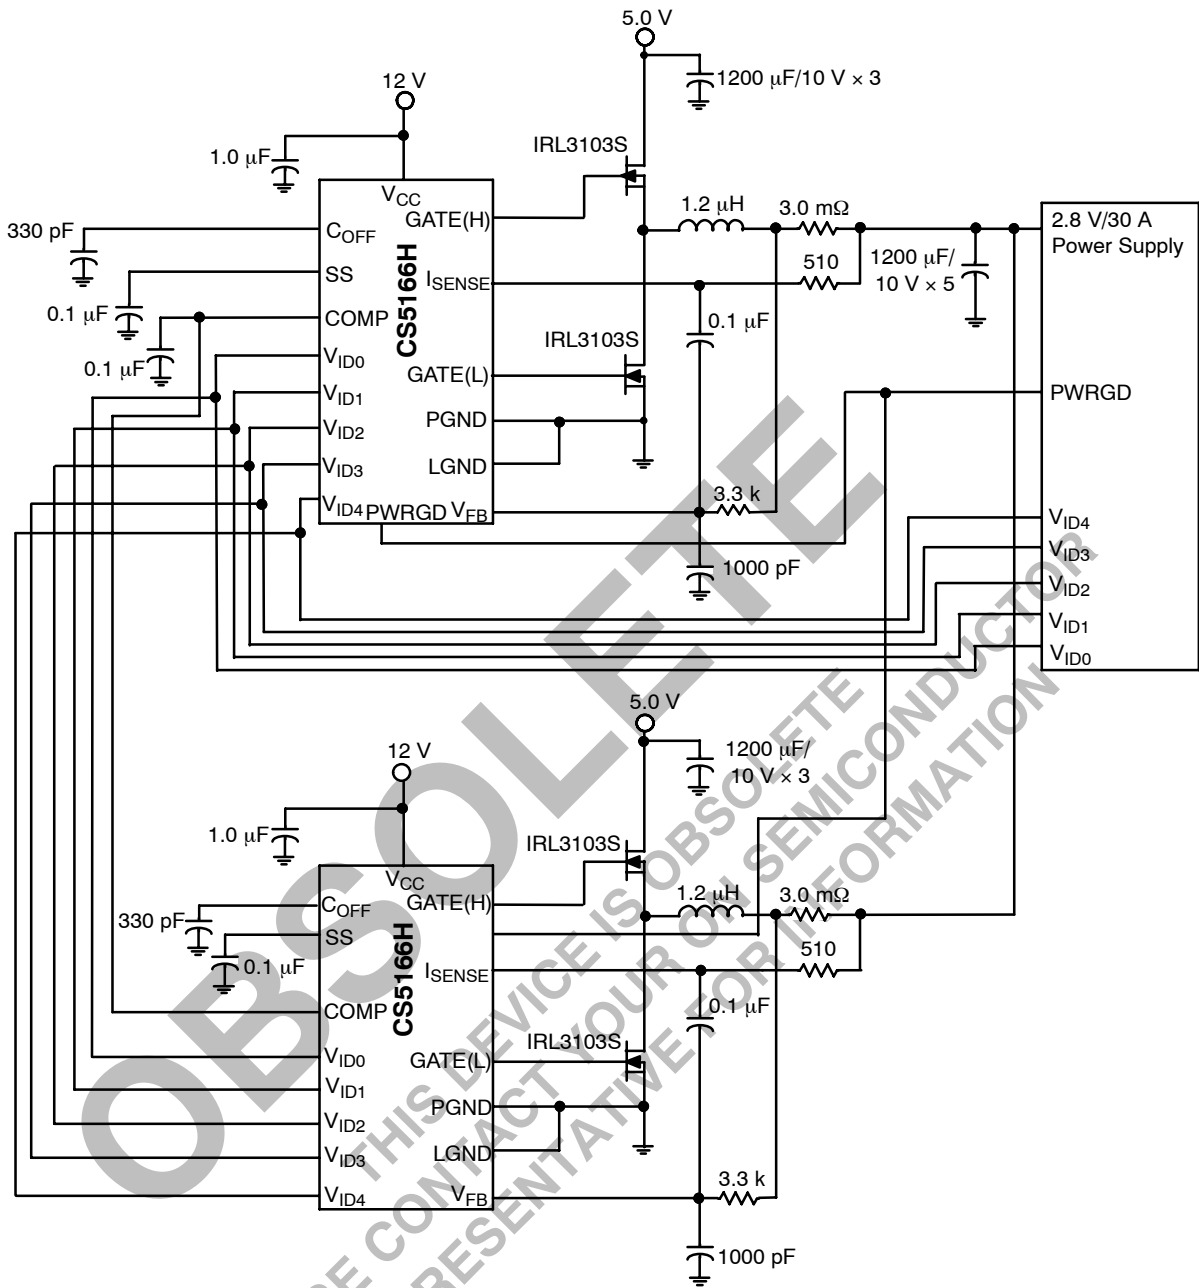 5.0 V
1200 μF/10 V × 3
12 V
1.0 μF
IRL3103S
VCC
GATE(H)
1.2 μH
3.0 mΩ
2.8 V/30 A
Power Supply
330 pF
COFF
SS
ISENSE
510
1200 μF/
10 V × 5
0.1 μF
COMP
CS5166H
0.1 μF
IRL3103S
0.1 μF
VID0
GATE(L)
VID1
PWRGD
PGND
VID2
LGND
VID3
3.3 k
VID4
PWRGD
VFB
1000 pF
VID4
VID3
VID2
VID1
VID0
5.0 V
1200 μF/
10 V × 3
12 V
1.0 μF
IRL3103S
VCC
GATE(H)
1.2 μH
3.0 mΩ
COFF
330 pF
SS
510
0.1 μF
ISENSE
CS5166H
0.1 μF
COMP
IRL3103S
VID0
GATE(L)
VID1
PGND
VID2
LGND
VID3
3.3 k
VID4
VFB
1000 pF
OBSOLETE
THIS DEVICE IS OBSOLETE
E CONTACT YOUR ON SEMICONDUCTOR
RESENTATIVE FOR INFORMATION